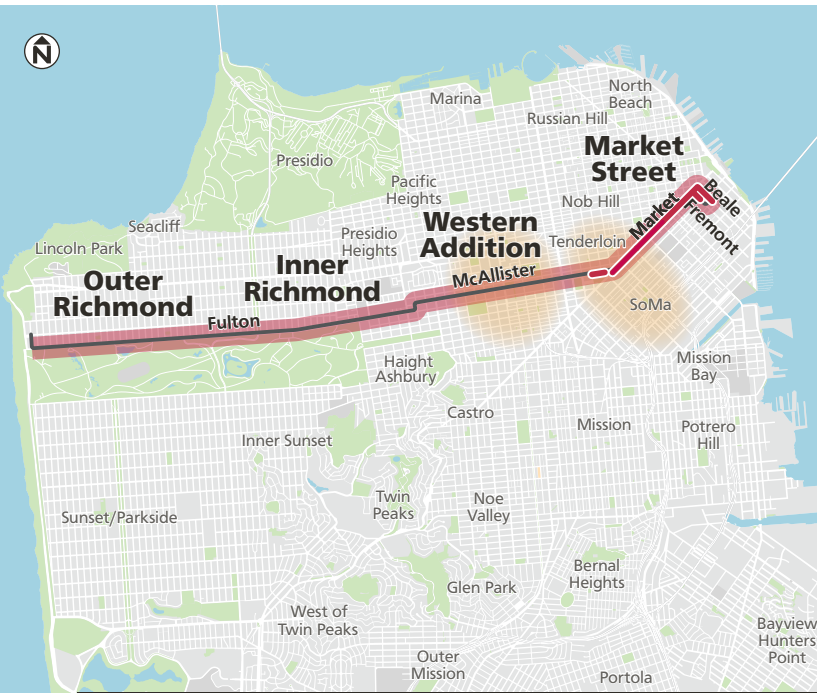 N
North
Beach
Marina
Russian Hill
Market
Street
Presidio
Pacific
Heights
Beale
Nob Hill
Market
Fremont
Seacliff
Western
Addition
Presidio
Heights
Tenderloin
Lincoln Park
Inner
Richmond
McAllister
Outer
Richmond
SoMa
Fulton
Haight
Ashbury
Mission
Bay
Castro
Mission
Potrero
Hill
Inner Sunset
Twin
Peaks
Noe
Valley
Sunset/Parkside
Bernal
Heights
Glen Park
West of
Twin Peaks
Bayview
Hunters
Point
Outer
Mission
Portola